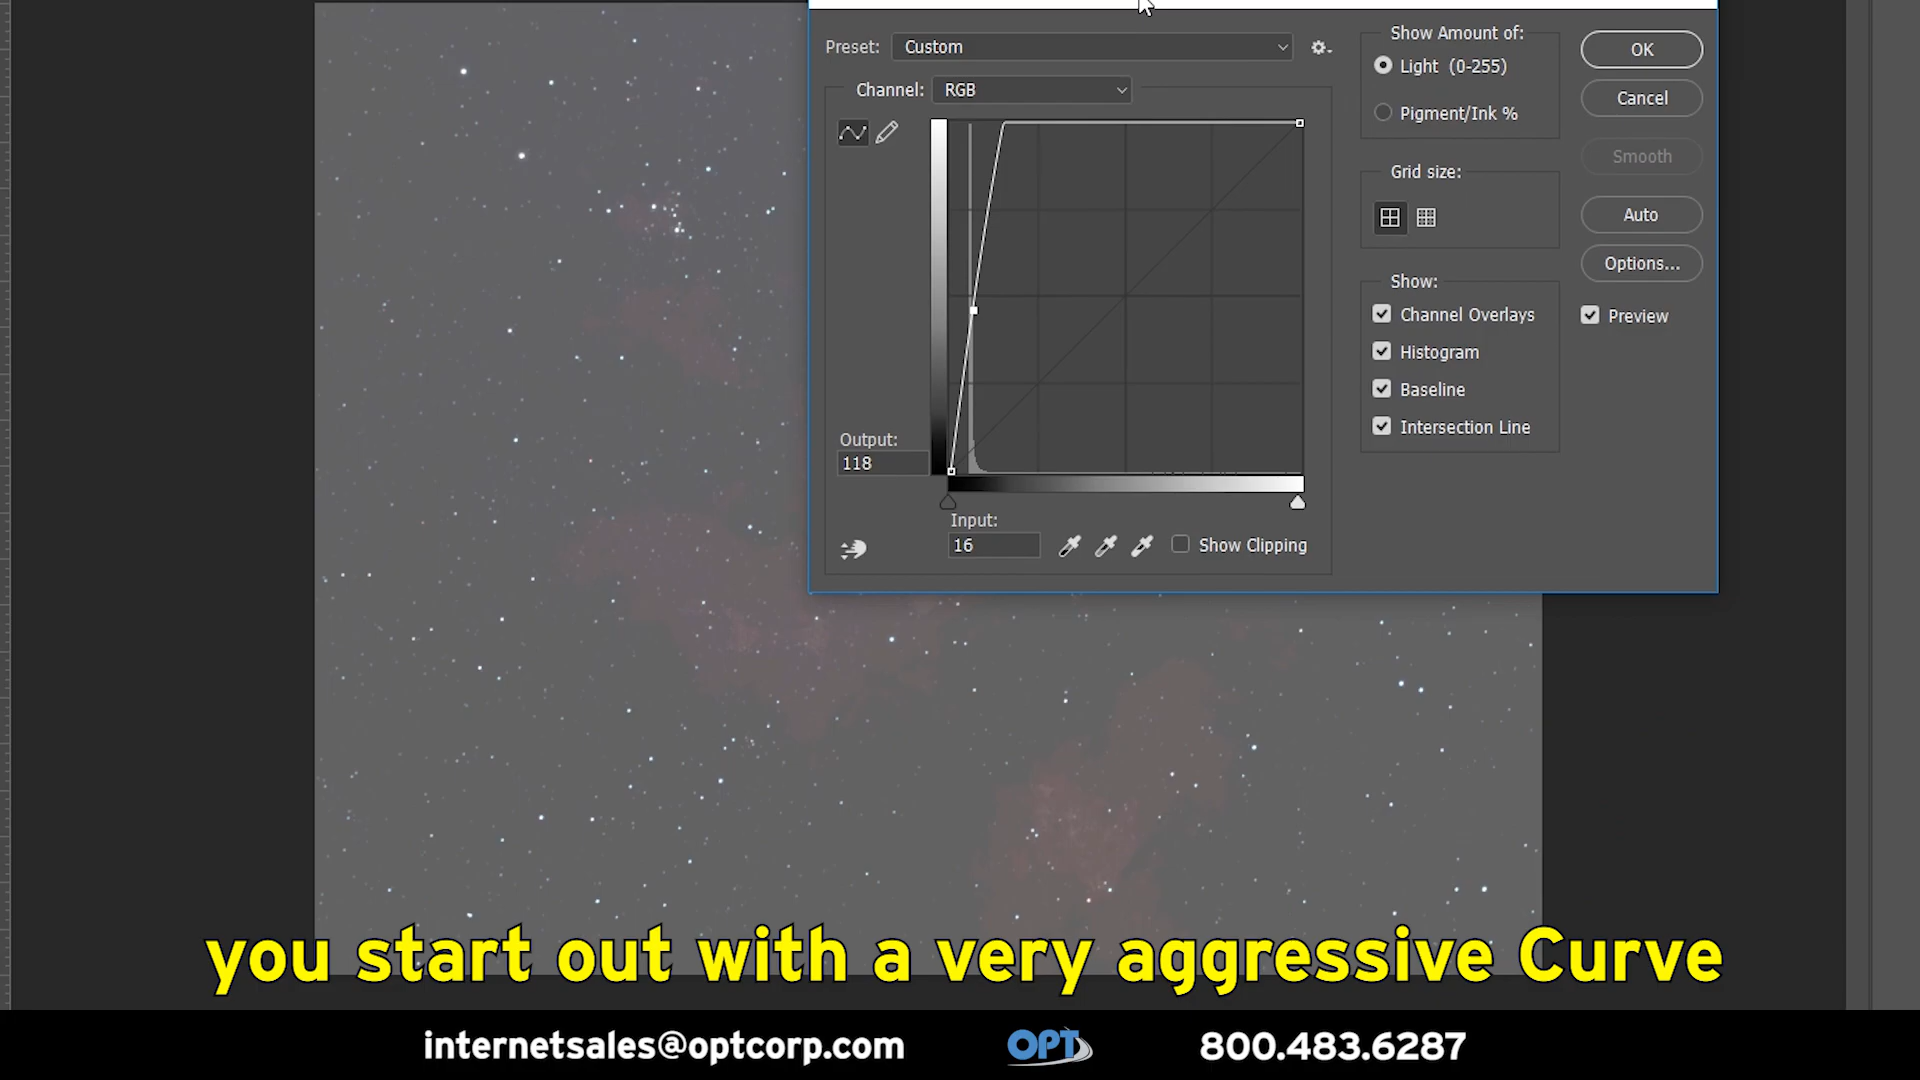 Preset: Custom
Channel: RGB
Output:
118
Input:
16
Show Clipping
Show Amount of:
Light (0-255)
Pigment/Ink %
Grid size:
Show:
Channel Overlays
Histogram
Baseline
Intersection Line
OK
Cancel
Smooth
Auto
Options...
Preview
you start out with a very aggressive Curve
internetsales@optcorp.com OPT 800.483.6287